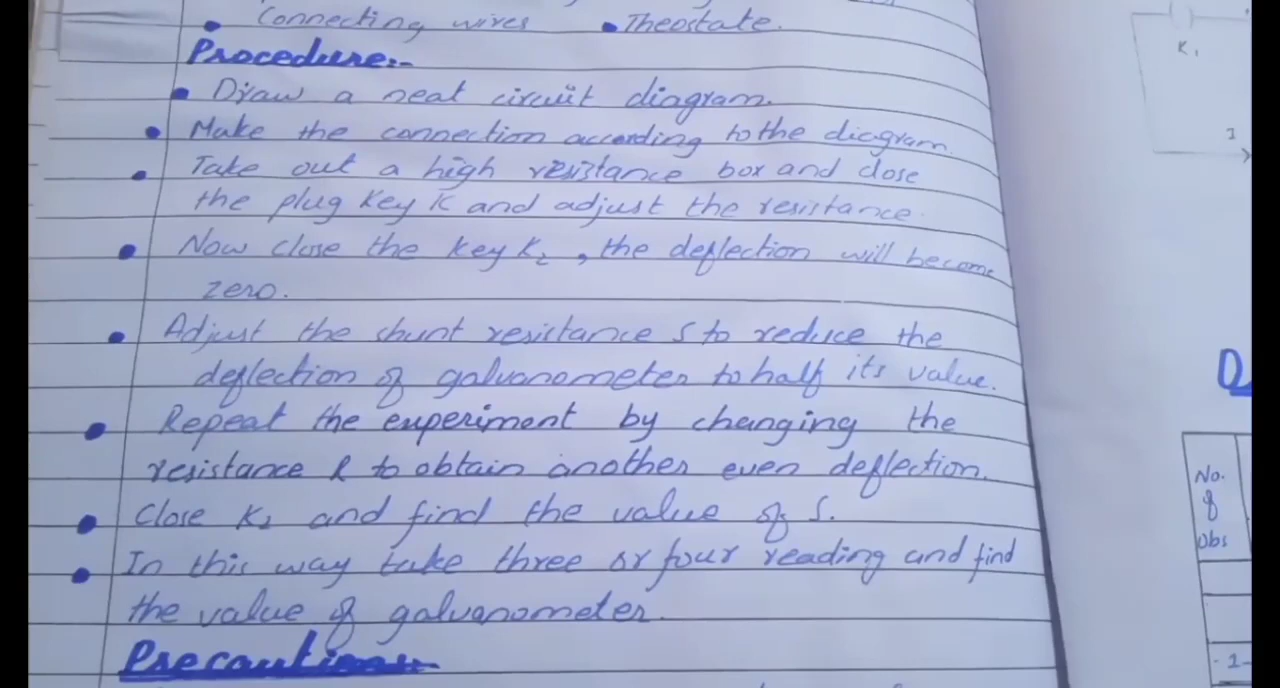 • Connecting wires • Theostate.
Procedure:-
• Draw a neat circuit diagram.
• Make the connection according to the diagram.
• Take out a high resistance box and close
the plug key K and adjust the resistance.
• Now close the key K₂, the deflection will become
zero.
• Adjust the shunt resistance S to reduce the
deflection of galvanometer to half its value.
• Repeat the experiment by changing the
resistance R to obtain another even deflection.
• Close K₂ and find the value of S.
• In this way take three or four reading and find
the value of galvanometer.
Precaution:-
K₁
I
No.
of
Obs
-1-